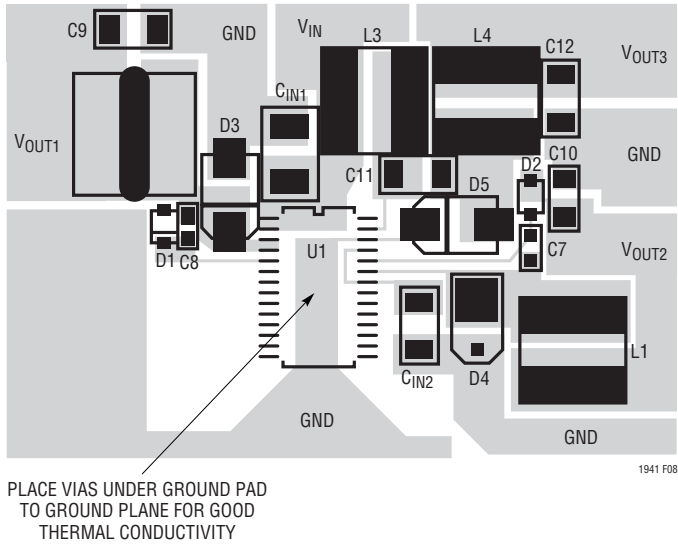 C9
GND
VIN
L3
L4
C12
VOUT3
CIN1
VOUT1
D3
C11
D2
C10
GND
D5
D1
C8
U1
C7
VOUT2
CIN2
D4
L1
GND
GND
1941 F08
PLACE VIAS UNDER GROUND PAD
TO GROUND PLANE FOR GOOD
THERMAL CONDUCTIVITY